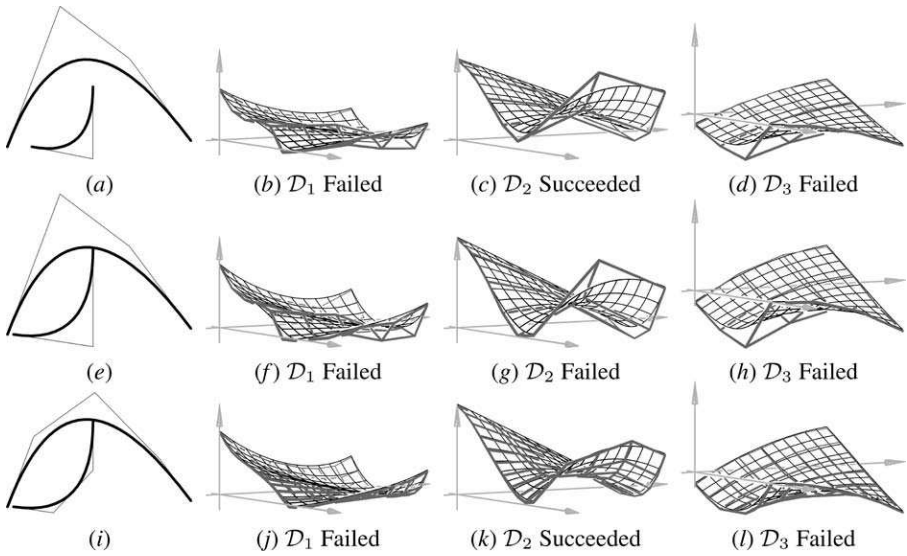 (a) (b) D₁ Failed (c) D₂ Succeeded (d) D₃ Failed
(e) (f) D₁ Failed (g) D₂ Failed (h) D₃ Failed
(i) (j) D₁ Failed (k) D₂ Succeeded (l) D₃ Failed